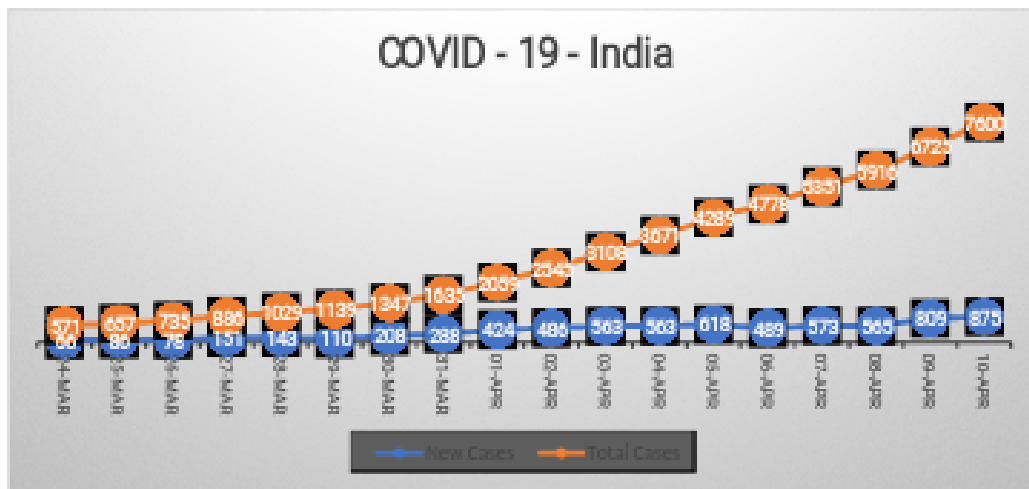 COVID - 19 - India
571 657 735 886 1029 1139 1347 1635 2059 2545 3108 3671 4289 4778 5351 5916 6725 7600
66 86 78 151 143 110 208 288 424 486 563 563 618 489 573 565 809 875
24-MAR 25-MAR 26-MAR 27-MAR 28-MAR 29-MAR 30-MAR 31-MAR 01-APR 02-APR 03-APR 04-APR 05-APR 06-APR 07-APR 08-APR 09-APR 10-APR
New Cases Total Cases